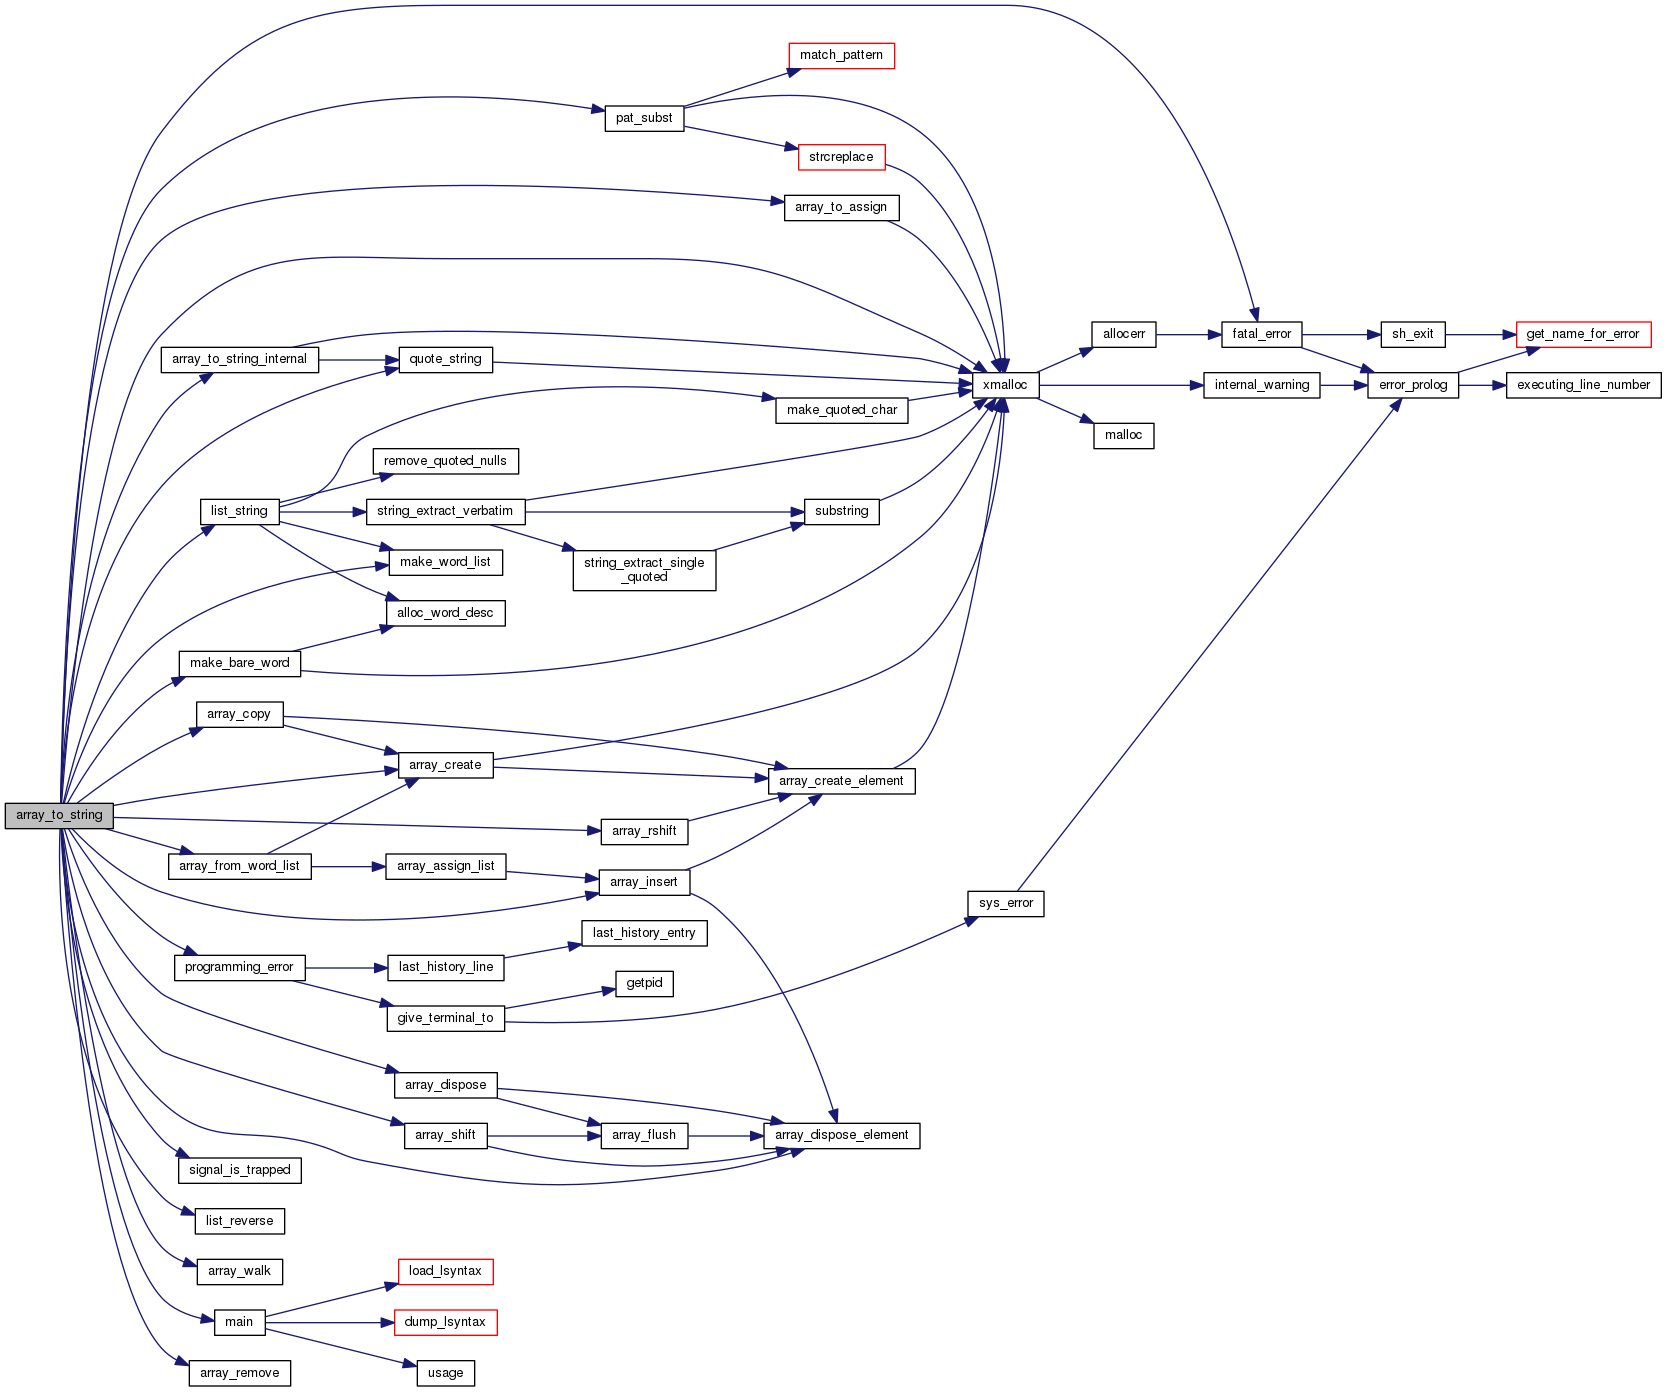 match_pattern
pat_subst
strcreplace
array_to_assign
allocerr
fatal_error
sh_exit
get_name_for_error
array_to_string_internal
quote_string
xmalloc
internal_warning
error_prolog
executing_line_number
make_quoted_char
malloc
remove_quoted_nulls
list_string
string_extract_verbatim
substring
make_word_list
string_extract_single
_quoted
alloc_word_desc
make_bare_word
array_copy
array_create
array_create_element
array_to_string
array_rshift
array_from_word_list
array_assign_list
array_insert
sys_error
last_history_entry
programming_error
last_history_line
getpid
give_terminal_to
array_dispose
array_shift
array_flush
array_dispose_element
signal_is_trapped
list_reverse
array_walk
load_lsyntax
main
dump_lsyntax
array_remove
usage